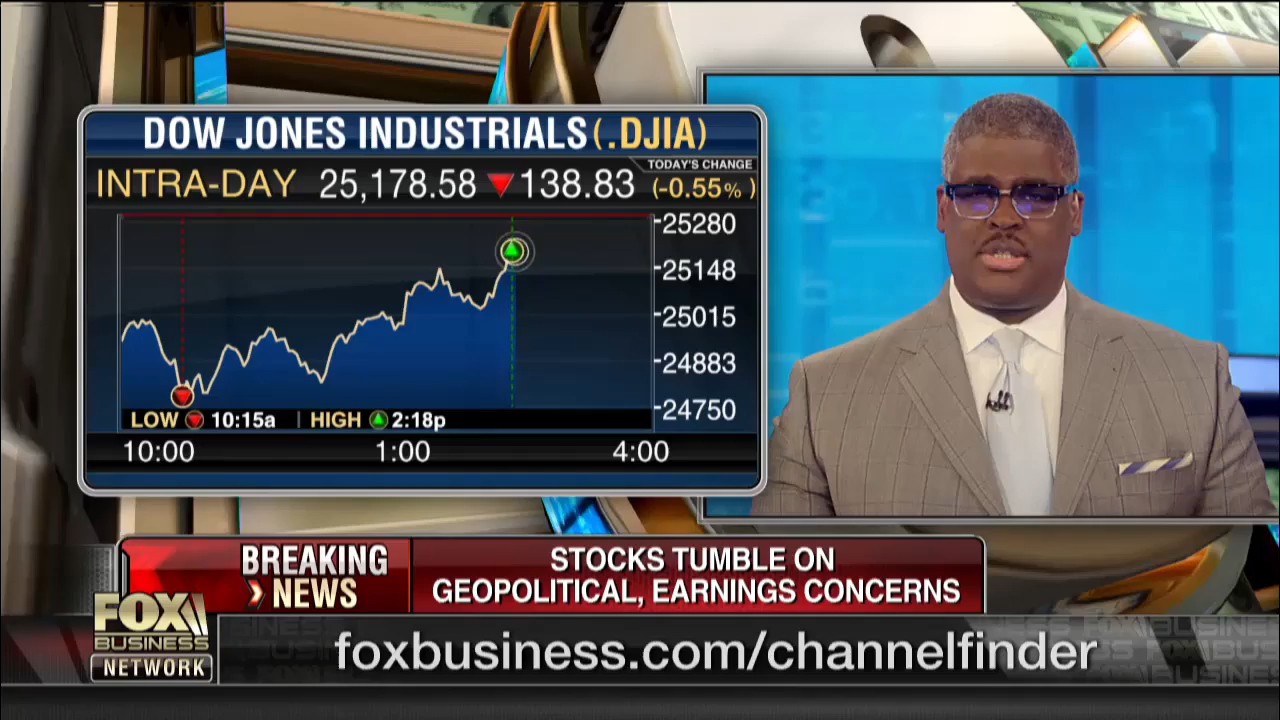 DOW JONES INDUSTRIALS (.DJIA)
TODAY'S CHANGE
INTRA-DAY 25,178.58 ▼138.83 (-0.55%)
25280
25148
25015
24883
24750
LOW ▼ 10:15a | HIGH ▲ 2:18p
10:00 1:00 4:00
BREAKING
NEWS
STOCKS TUMBLE ON
GEOPOLITICAL, EARNINGS CONCERNS
FOX
BUSINESS
NETWORK
foxbusiness.com/channelfinder